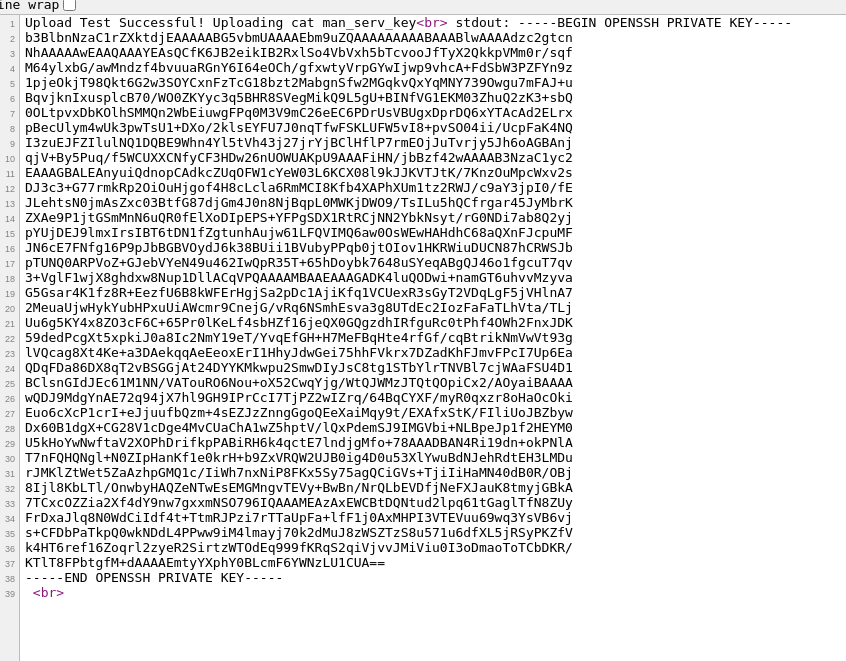 ine wrap
1 Upload Test Successful! Uploading cat man_serv_key<br> stdout: -----BEGIN OPENSSH PRIVATE KEY-----
2 b3BlbnNzaC1rZXktdjEAAAAABG5vbmUAAAAEbm9uZQAAAAAAAAABAAABlwAAAAdzc2gtcn
3 NhAAAAAwEAAQAAAYEAsQCfK6JB2eikIB2RxlSo4VbVxh5bTcvooJfTyX2QkkpVMm0r/sqf
4 M64ylxbG/awMndzf4bvuuaRGnY6I64eOCh/gfxwtyVrpGYwIjwp9vhcA+FdSbW3PZFYn9z
5 1pjeOkjT98Qkt6G2w3SOYCxnFzTcG18bzt2MabgnSfw2MGqkvQxYqMNY739Owgu7mFAJ+u
6 BqvjknIxusplcB70/WO0ZKYyc3q5BHR8SVegMikQ9L5gU+BINfVG1EKM03ZhuQ2zK3+sbQ
7 0OLtpvxDbKOlhSMMQn2WbEiuwgFPq0M3V9mC26eEC6PDrUsVBUgxDprDQ6xYTAcAd2ELrx
8 pBecUlym4wUk3pwTsU1+DXo/2klsEYFU7J0nqTfwFSKLUFW5vI8+pvSO04ii/UcpFaK4NQ
9 I3zuEJFZIlulNQ1DQBE9Whn4Yl5tVh43j27jrYjBClHflP7rmEOjJuTvrjy5Jh6oAGBAnj
10 qjV+By5Puq/f5WCUXXCNfyCF3HDw26nUOWUAKpU9AAAFiHN/jbBzf42wAAAAB3NzaC1yc2
11 EAAAGBALEAnyuiQdnopCAdkcZUqOFW1cYeW03L6KCX08l9kJJKVTJtK/7KnzOuMpcWxv2s
12 DJ3c3+G77rmkRp2OiOuHjgof4H8cLcla6RmMCI8Kfb4XAPhXUm1tz2RWJ/c9aY3jpI0/fE
13 JLehtsN0jmAsZxc03BtfG87djGm4J0n8NjBqpL0MWKjDWO9/TsILu5hQCfrgar45JyMbrK
14 ZXAe9P1jtGSmMnN6uQR0fElXoDIpEPS+YFPgSDX1RtRCjNN2YbkNsyt/rG0NDi7ab8Q2yj
15 pYUjDEJ9lmxIrsIBT6tDN1fZgtunhAujw61LFQVIMQ6aw0OsWEwHAHdhC68aQXnFJcpuMF
16 JN6cE7FNfg16P9pJbBGBVOydJ6k38BUii1BVubyPPqb0jtOIov1HKRWiuDUCN87hCRWSJb
17 pTUNQ0ARPVoZ+GJebVYeN49u462IwQpR35T+65hDoybk7648uSYeqABgQJ46o1fgcuT7qv
18 3+VglF1wjX8ghdxw8Nup1DllACqVPQAAAAMBAAEAAAGADK4luQODwi+namGT6uhvvMzyva
19 G5Gsar4K1fz8R+EezfU6B8kWFErHgjSa2pDc1AjiKfq1VCUexR3sGyT2VDqLgF5jVHlnA7
20 2MeuaUjwHykYubHPxuUiAWcmr9CnejG/vRq6NSmhEsva3g8UTdEc2IozFaFaTLhVta/TLj
21 Uu6g5KY4x8ZO3cF6C+65Pr0lKeLf4sbHZf16jeQX0GQgzdhIRfguRc0tPhf4OWh2FnxJDK
22 59dedPcgXt5xpkiJ0a8Ic2NmY19eT/YvqEfGH+H7MeFBqHte4rfGf/cqBtrikNmVwVt93g
23 lVQcag8Xt4Ke+a3DAekqqAeEeoxErI1HhyJdwGei75hhFVkrx7DZadKhFJmvFPcI7Up6Ea
24 QDqFDa86DX8qT2vBSGGkAt24DYYKMkwpu2SmwDIyJsC8tg1STbYlrTNVBl7cjWAaFSU4D1
25 BClsnGIdJEc61M1NN/VATouRO6Nou+oX52CwqYjg/WtQJWMzJTQtQOpiCx2/AOyaiBAAAA
26 wQDJ9MdgYnAE72q94jX7hl9GH9IPrCcI7TjPZ2wIZrq/64BqCYXF/myR0qxzr8oHaOcOki
27 Euo6cXcP1crI+eJjuufbQzm+4sEZJzZnngGgoQEeXaiMqy9t/EXAfxStK/FIliUoJBZbyw
28 Dx60B1dgX+CG28V1cDge4MvCUaChA1wZ5hptV/lQxPdemSJ9IMGVbi+NLBpeJp1f2HEYM0
29 U5kHoYwNwftaV2XOPhDrifkpPABiRH6k4qctE7lndjgMfo+78AAADBAN4Ri19dn+okPNlA
30 T7nFQHQNgl+N0ZIpHanKf1e0krH+b9ZxVRQW2UJB0ig4D0u53XlYwuBdNJehRdtEH3LMDu
31 rJMKlZtWet5ZaAzhpGMQ1c/IiWh7nxNiP8FKx5Sy75agQCiGVs+TjiIiHaMN40dB0R/OBj
32 8Ijl8KbLTl/OnwbyHAQZeNTwEsEMGMngvTEVy+BwBn/NrQLbEVDfjNeFXJauK8tmyjGBkA
33 7TCxcOZZia2Xf4dY9nw7gxxmNSO796IQAAAMEAzAxEWCBtDQNtud2lpq61tGaglTfN8ZUy
34 FrDxaJlq8N0WdCiIdf4t+TtmRJPzi7rTTaUpFa+lfF1j0AxMHPI3VTEVuu69wq3YsVB6vj
35 s+CFDbPaTkpQ0wkNDdL4PPww9iM4lmayj70k2dMuJ8zWSZTzS8u571u6dfXL5jRSyPKZfV
36 k4HT6ref16Zoqrl2zyeR2SirtzWTOdEq999fKRqS2qiVjvvJMiViu0I3oDmaoToTCbDKR/
37 KTlT8FPbtgfM+dAAAAEmtyYXphY0BLcmF6YWNzLU1CUA==
38 -----END OPENSSH PRIVATE KEY-----
39 <br>